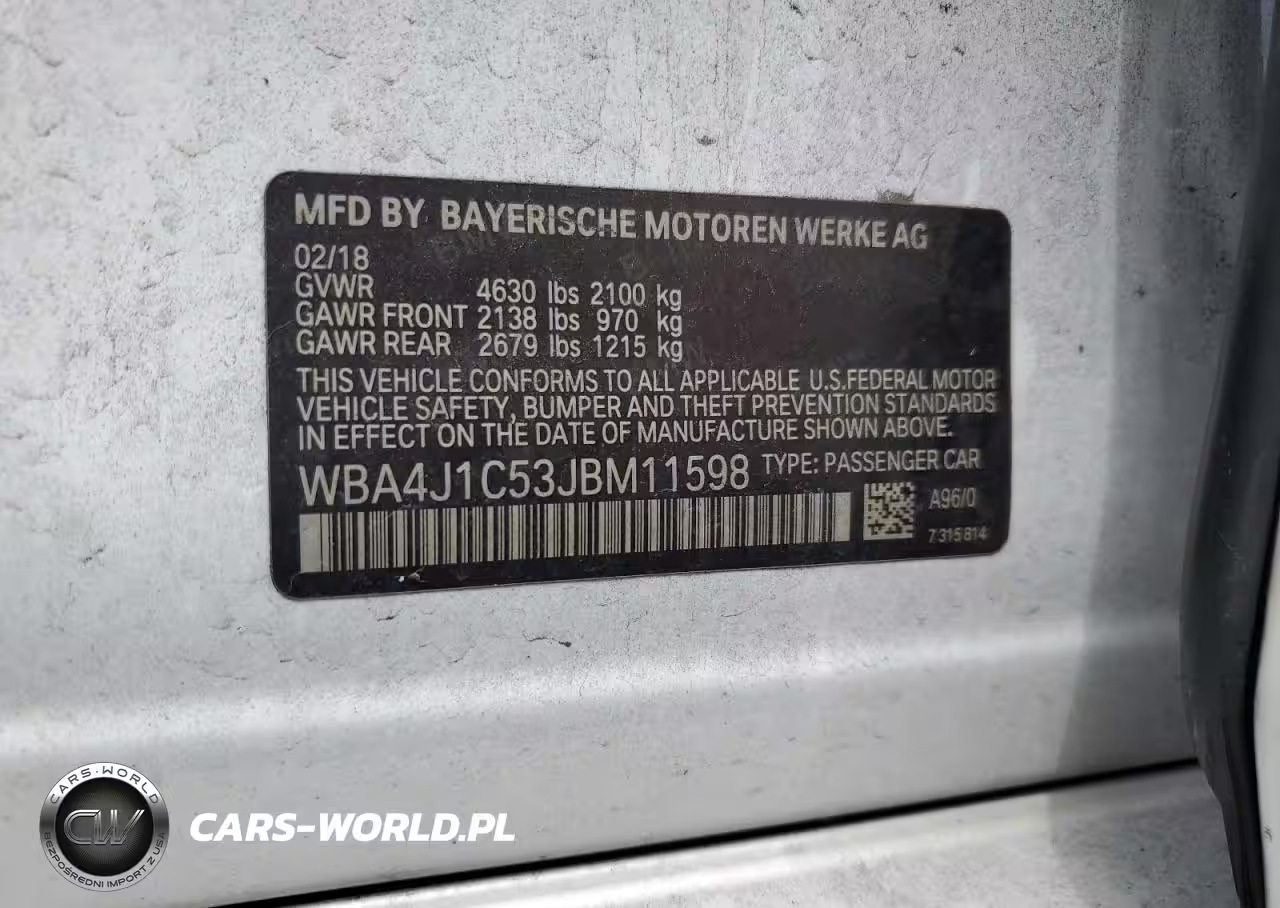 MFD BY BAYERISCHE MOTOREN WERKE AG
02/18
GVWR 4630 lbs 2100 kg
GAWR FRONT 2138 lbs 970 kg
GAWR REAR 2679 lbs 1215 kg
THIS VEHICLE CONFORMS TO ALL APPLICABLE U.S.FEDERAL MOTOR
VEHICLE SAFETY, BUMPER AND THEFT PREVENTION STANDARDS
IN EFFECT ON THE DATE OF MANUFACTURE SHOWN ABOVE.
WBA4J1C53JBM11598 TYPE: PASSENGER CAR
A96/0
7315814
CARS-WORLD
CW
BEZPOŚREDNI IMPORT Z USA
CARS-WORLD.PL